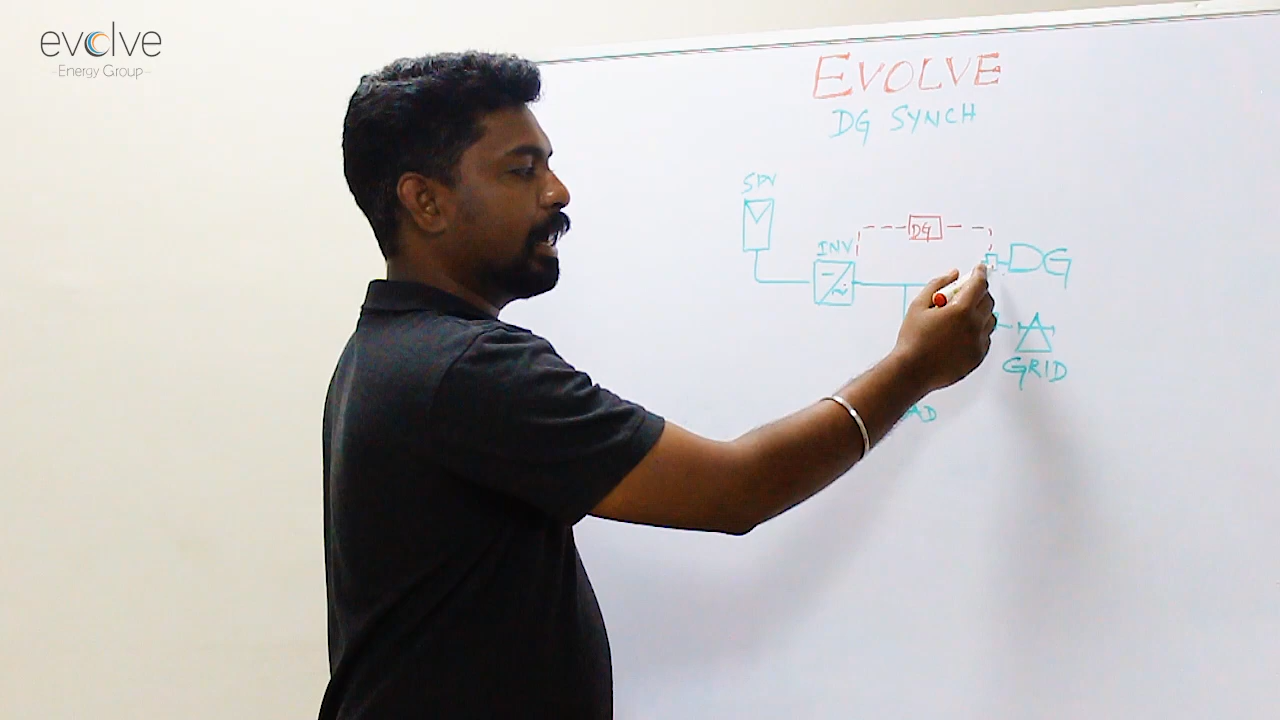 evolve
Energy Group
EVOLVE
DG SYNCH
SPV
INV
DG
DG
GRID